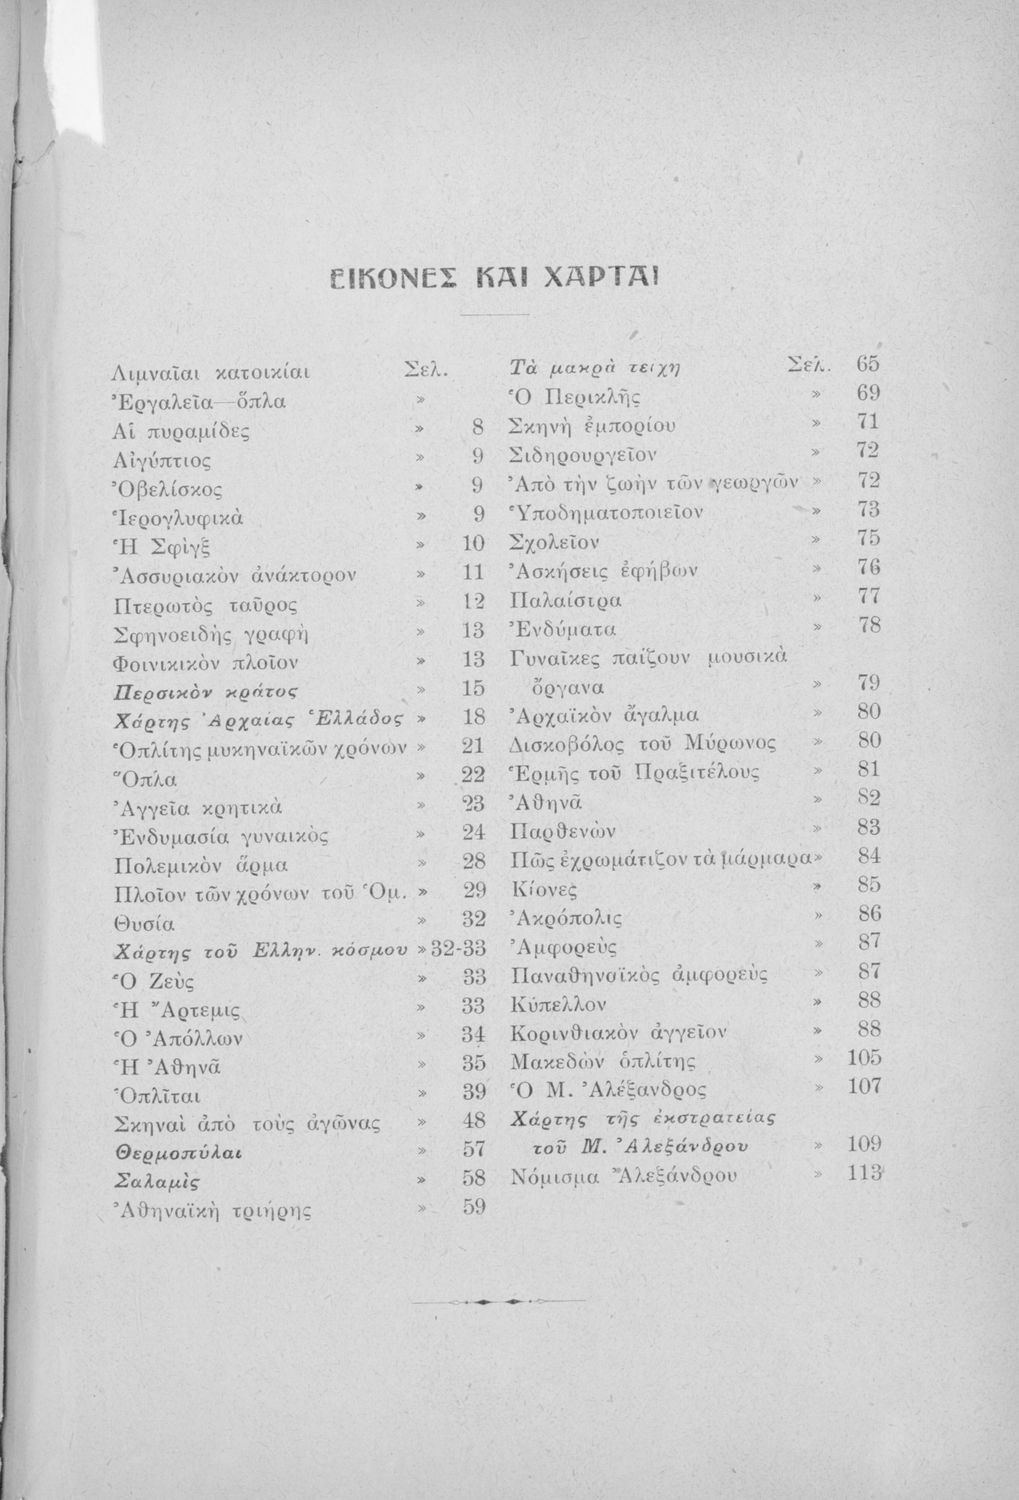 ΕΙΚΟΝΕΣ ΚΑΙ ΧΑΡΤΑΙ
Λιμναῖαι κατοικίαι Σελ.
Ἐργαλεῖα—ὅπλα »
Αἱ πυραμίδες » 8
Αἰγύπτιος » 9
Ὀβελίσκος » 9
Ἱερογλυφικὰ » 9
Ἡ Σφὶγξ » 10
Ἀσσυριακὸν ἀνάκτορον » 11
Πτερωτὸς ταῦρος » 12
Σφηνοειδὴς γραφὴ » 13
Φοινικικὸν πλοῖον » 13
Περσικὸν κράτος » 15
Χάρτης Ἀρχαίας Ἑλλάδος » 18
Ὁπλίτης μυκηναϊκῶν χρόνων » 21
Ὅπλα » 22
Ἀγγεῖα κρητικὰ » 23
Ἐνδυμασία γυναικὸς » 24
Πολεμικὸν ἅρμα » 28
Πλοῖον τῶν χρόνων τοῦ Ὁμ. » 29
Θυσία » 32
Χάρτης τοῦ Ἑλλην. κόσμου » 32-33
Ὁ Ζεὺς » 33
Ἡ Ἄρτεμις » 33
Ὁ Ἀπόλλων » 34
Ἡ Ἀθηνᾶ » 35
Ὁπλῖται » 39
Σκηναὶ ἀπὸ τοὺς ἀγῶνας » 48
Θερμοπύλαι » 57
Σαλαμὶς » 58
Ἀθηναϊκὴ τριήρης » 59
Τὰ μακρὰ τείχη Σελ. 65
Ὁ Περικλῆς » 69
Σκηνὴ ἐμπορίου » 71
Σιδηρουργεῖον » 72
Ἀπὸ τὴν ζωὴν τῶν γεωργῶν » 72
Ὑποδηματοποιεῖον » 73
Σχολεῖον » 75
Ἀσκήσεις ἐφήβων » 76
Παλαίστρα » 77
Ἐνδύματα » 78
Γυναῖκες παίζουν μουσικὰ
ὄργανα » 79
Ἀρχαϊκὸν ἄγαλμα » 80
Δισκοβόλος τοῦ Μύρωνος » 80
Ἑρμῆς τοῦ Πραξιτέλους » 81
Ἀθηνᾶ » 82
Παρθενὼν » 83
Πῶς ἐχρωμάτιζον τὰ μάρμαρα » 84
Κίονες » 85
Ἀκρόπολις » 86
Ἀμφορεὺς » 87
Παναθηναϊκὸς ἀμφορεὺς » 87
Κύπελλον » 88
Κορινθιακὸν ἀγγεῖον » 88
Μακεδὼν ὁπλίτης » 105
Ὁ Μ. Ἀλέξανδρος » 107
Χάρτης τῆς ἐκστρατείας
τοῦ Μ. Ἀλεξάνδρου » 109
Νόμισμα Ἀλεξάνδρου » 113